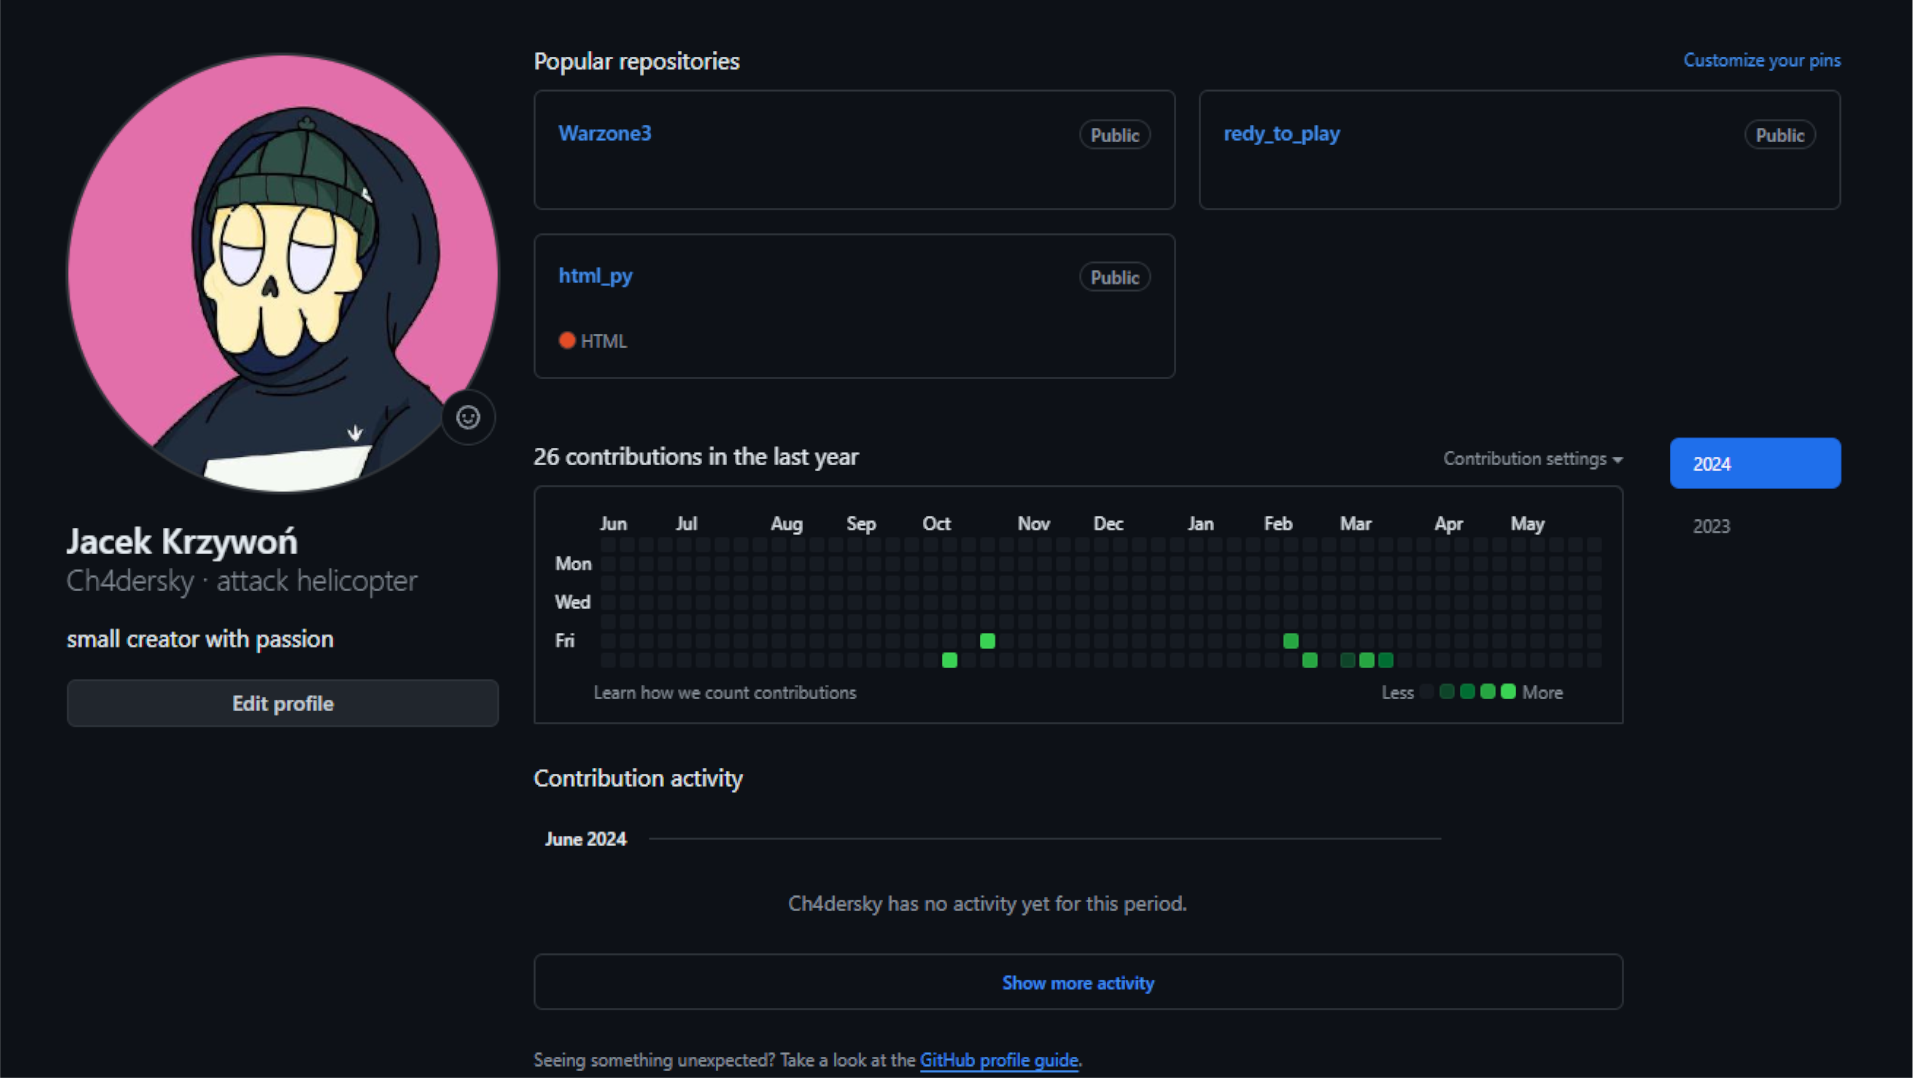 Popular repositories
Customize your pins
Warzone3
Public
redy_to_play
Public
html_py
Public
HTML
Jacek Krzywoń
Ch4dersky · attack helicopter
small creator with passion
Edit profile
26 contributions in the last year
Contribution settings
2024
2023
Jun Jul Aug Sep Oct Nov Dec Jan Feb Mar Apr May
Mon
Wed
Fri
Learn how we count contributions
Less More
Contribution activity
June 2024
Ch4dersky has no activity yet for this period.
Show more activity
Seeing something unexpected? Take a look at the GitHub profile guide.